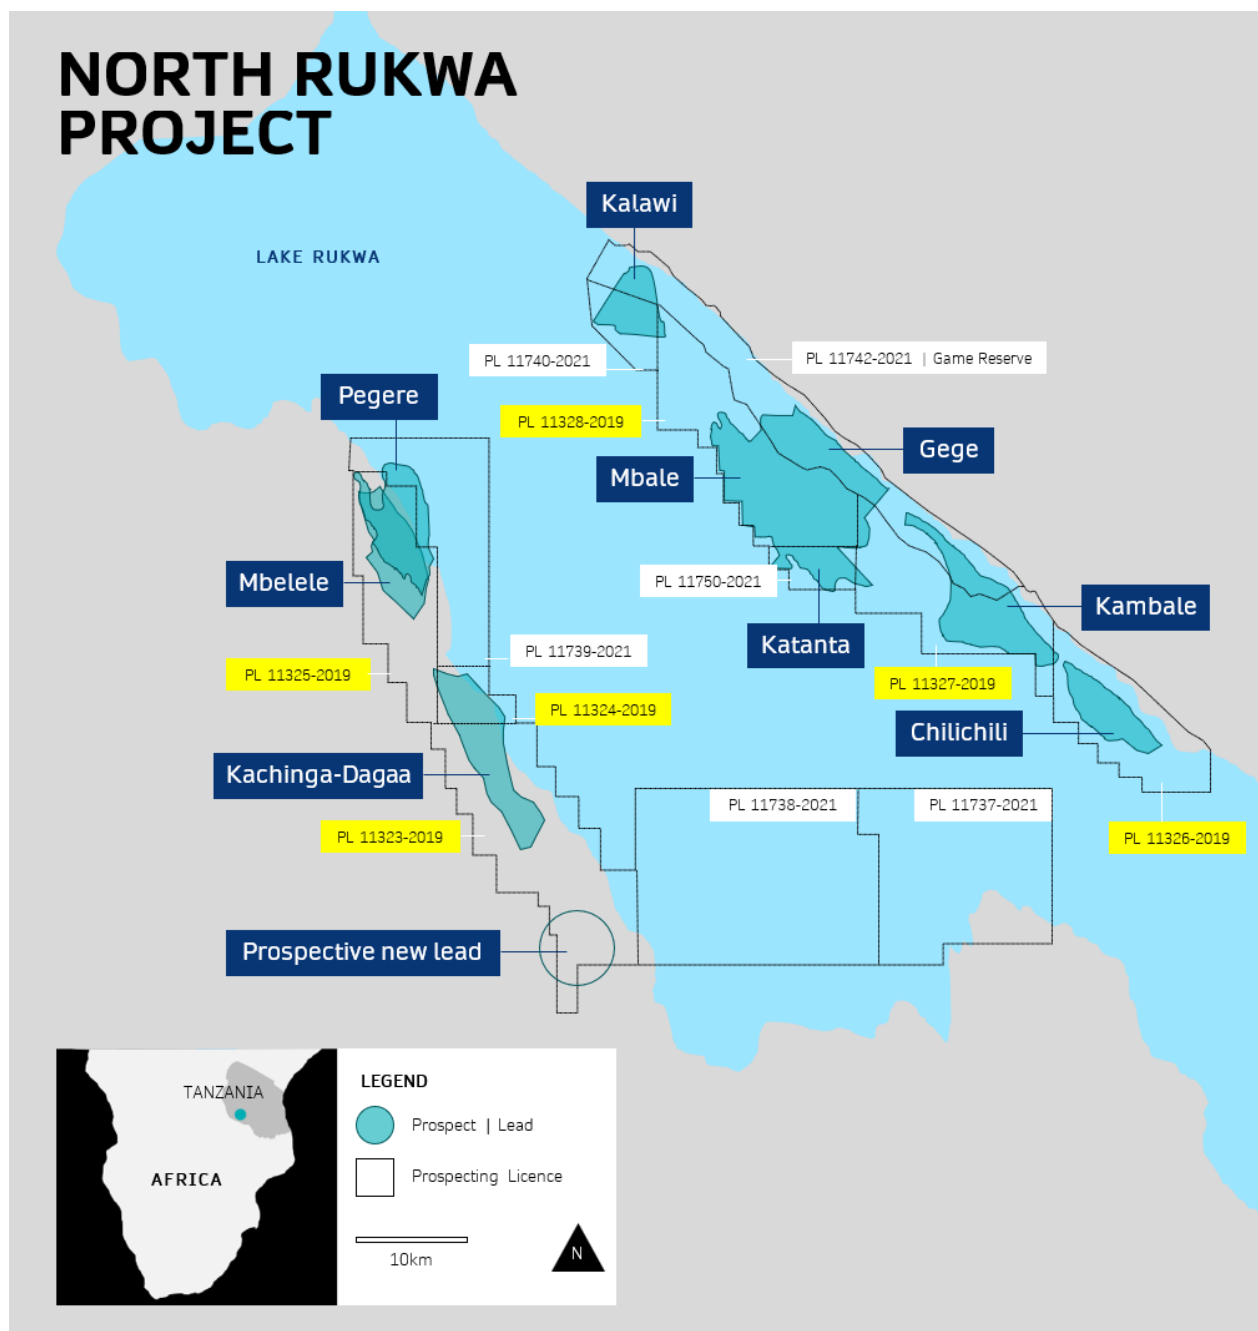 NORTH RUKWA
PROJECT
Kalawi
LAKE RUKWA
PL 11740-2021
PL 11742-2021 | Game Reserve
Pegere
PL 11328-2019
Gege
Mbale
Mbelele
PL 11750-2021
Kambale
Katanta
PL 11739-2021
PL 11325-2019
PL 11327-2019
PL 11324-2019
Chilichili
Kachinga-Dagaa
PL 11738-2021
PL 11737-2021
PL 11323-2019
PL 11326-2019
Prospective new lead
TANZANIA
AFRICA
LEGEND
Prospect | Lead
Prospecting Licence
10km
N